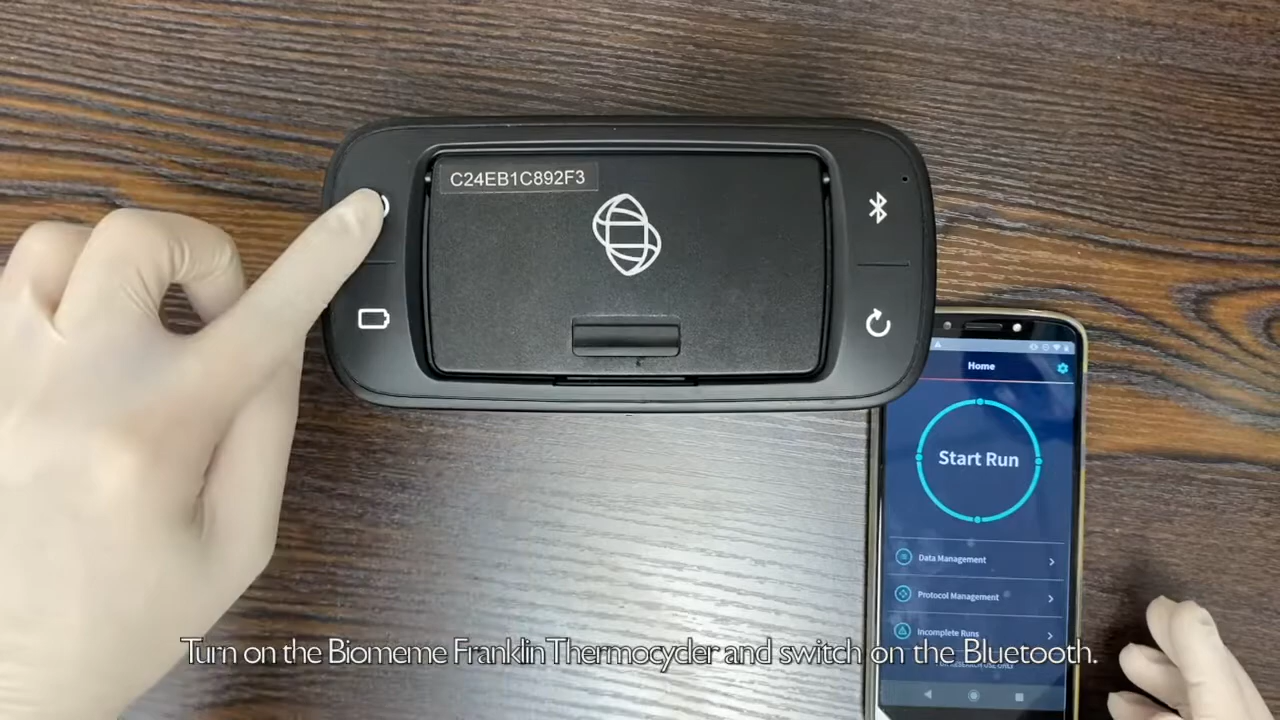 C24EB1C892F3
Home
Start Run
Data Management
Protocol Management
Incomplete Runs
Turn on the Biomeme Franklin Thermocycler and switch on the Bluetooth.